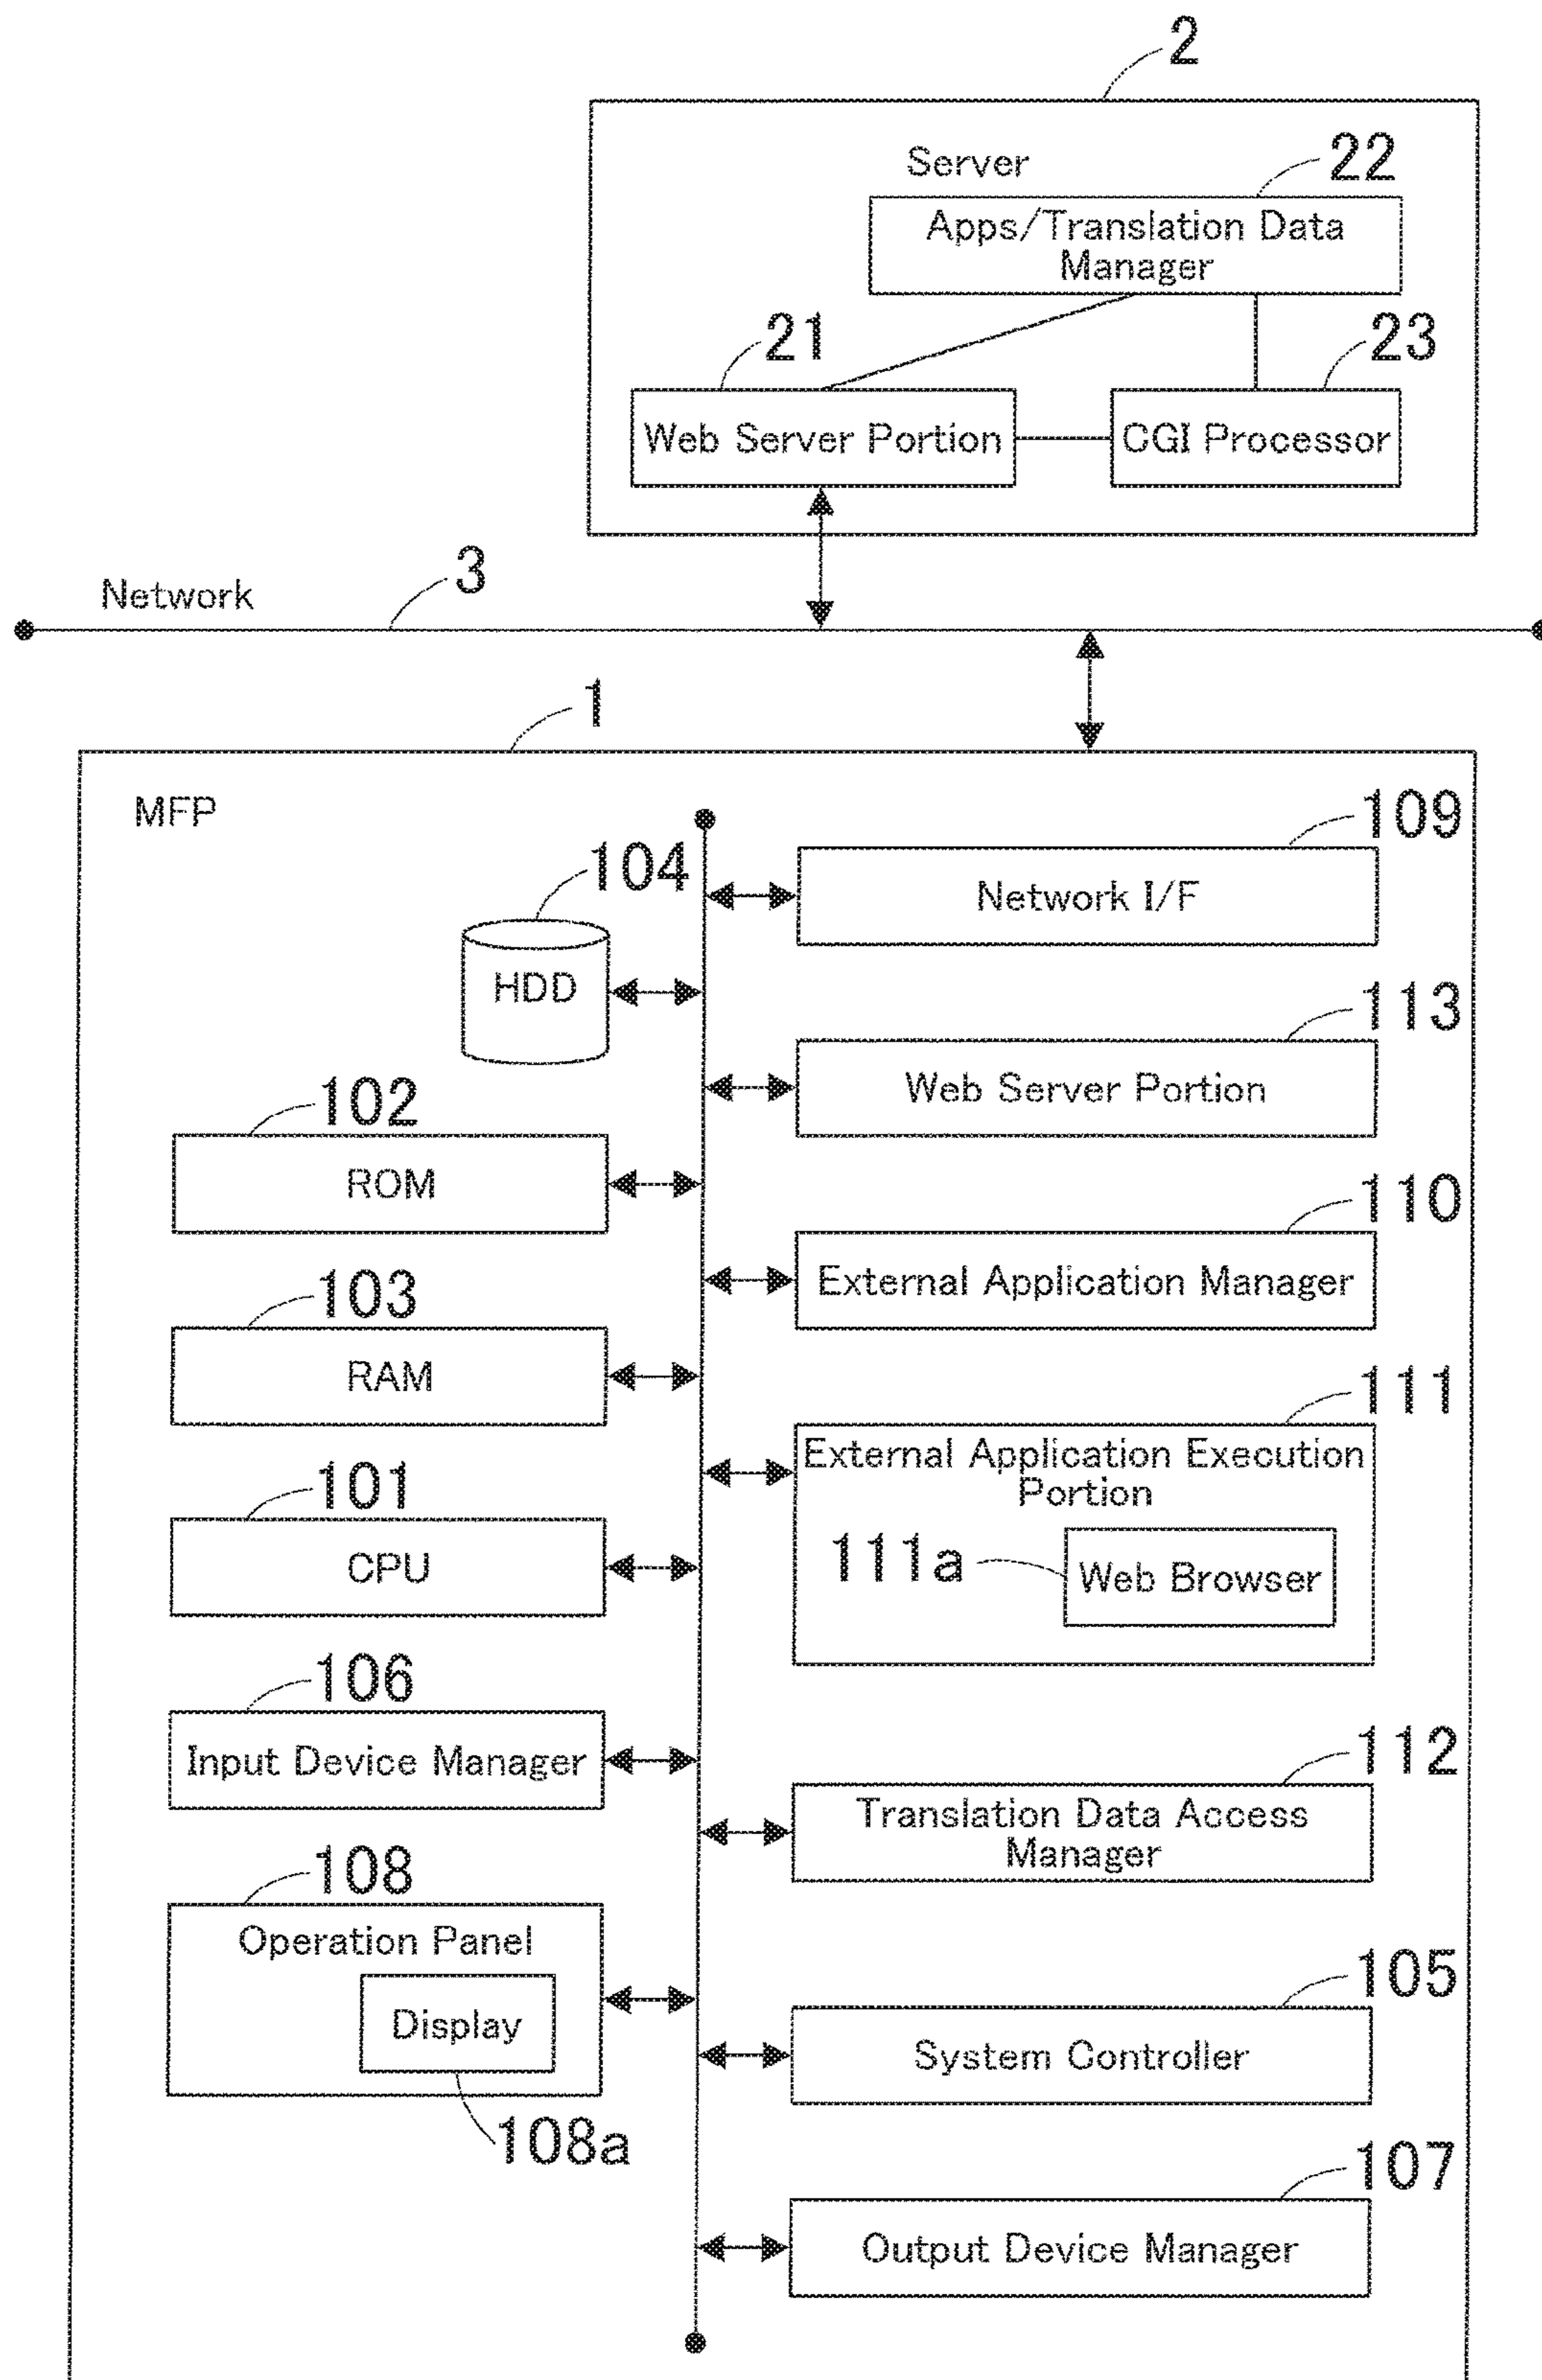 2
Server
22
Apps/Translation Data
Manager
21
23
Web Server Portion
CGI Processor
Network
3
1
MFP
109
104
Network I/F
HDD
113
102
Web Server Portion
ROM
110
103
External Application Manager
RAM
111
External Application Execution
Portion
101
111a
Web Browser
CPU
106
Input Device Manager
112
Translation Data Access
Manager
108
Operation Panel
Display
105
System Controller
108a
107
Output Device Manager